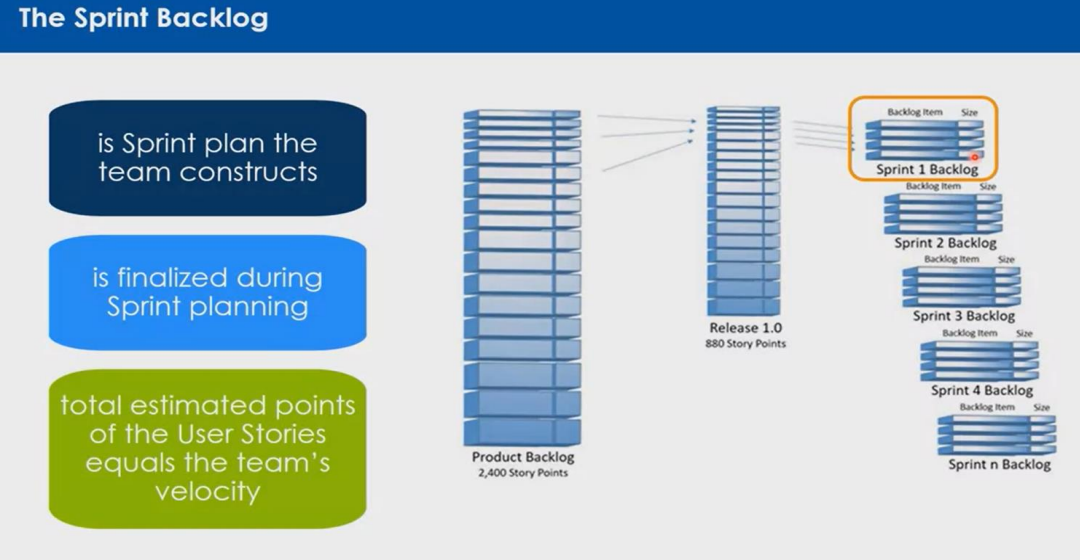 The Sprint Backlog
is Sprint plan the
team constructs
is finalized during
Sprint planning
total estimated points
of the User Stories
equals the team's
velocity
Product Backlog
2,400 Story Points
Release 1.0
880 Story Points
Backlog Item Size
Sprint 1 Backlog
Backlog Item Size
Sprint 2 Backlog
Backlog Item Size
Sprint 3 Backlog
Backlog Item Size
Sprint 4 Backlog
Backlog Item Size
Sprint n Backlog